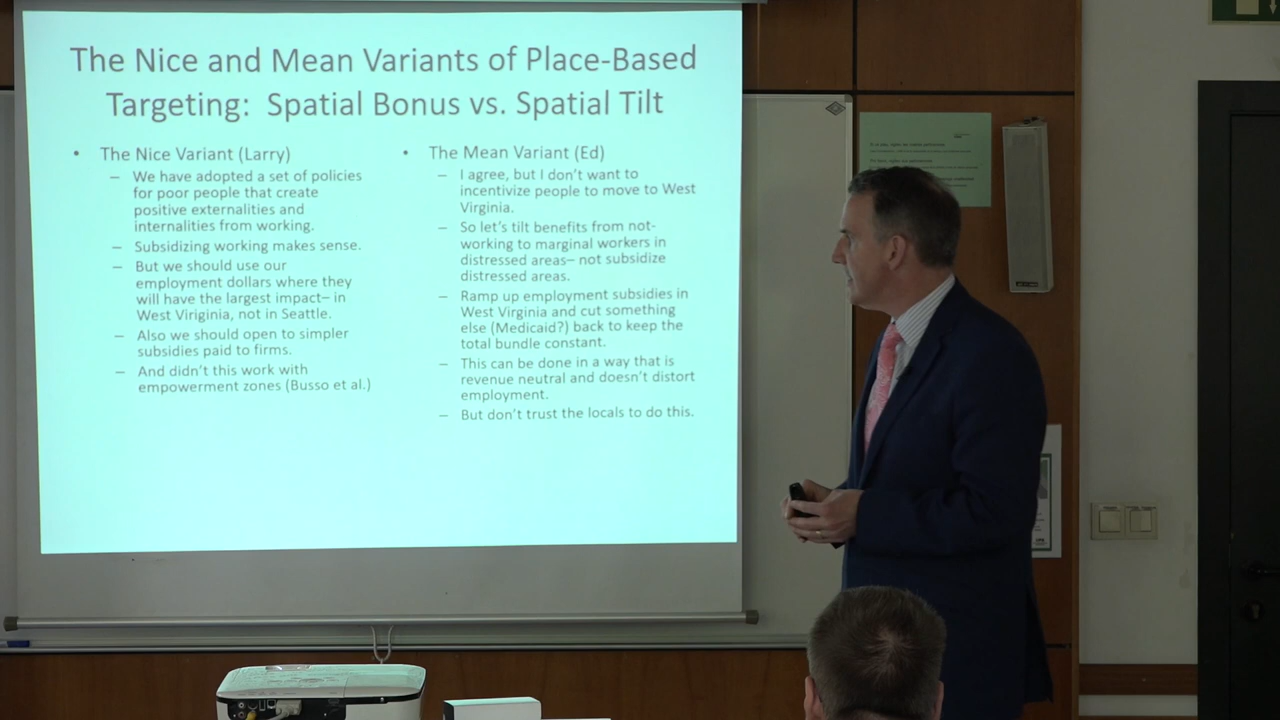 The Nice and Mean Variants of Place-Based
Targeting: Spatial Bonus vs. Spatial Tilt
• The Nice Variant (Larry)
– We have adopted a set of policies
for poor people that create
positive externalities and
internalities from working.
– Subsidizing working makes sense.
– But we should use our
employment dollars where they
will have the largest impact– in
West Viriginia, not in Seattle.
– Also we should open to simpler
subsidies paid to firms.
– And didn't this work with
empowerment zones (Busso et al.)
• The Mean Variant (Ed)
– I agree, but I don't want to
incentivize people to move to West
Virginia.
– So let's tilt benefits from not-
working to marginal workers in
distressed areas– not subsidize
distressed areas.
– Ramp up employment subsidies in
West Virginia and cut something
else (Medicaid?) back to keep the
total bundle constant.
– This can be done in a way that is
revenue neutral and doesn't distort
employment.
– But don't trust the locals to do this.